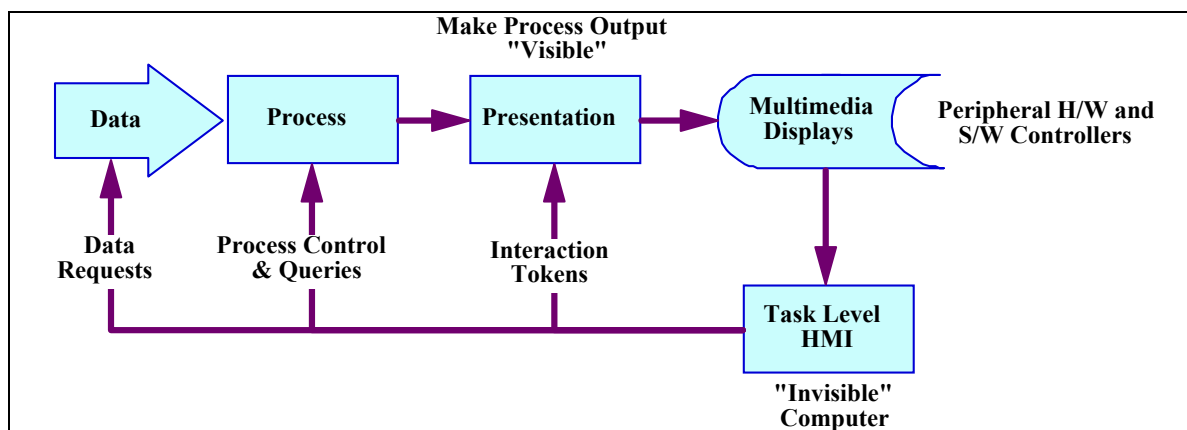 Make Process Output
"Visible"
Data
Process
Presentation
Multimedia
Displays
Peripheral H/W and
S/W Controllers
Data
Requests
Process Control
& Queries
Interaction
Tokens
Task Level
HMI
"Invisible"
Computer